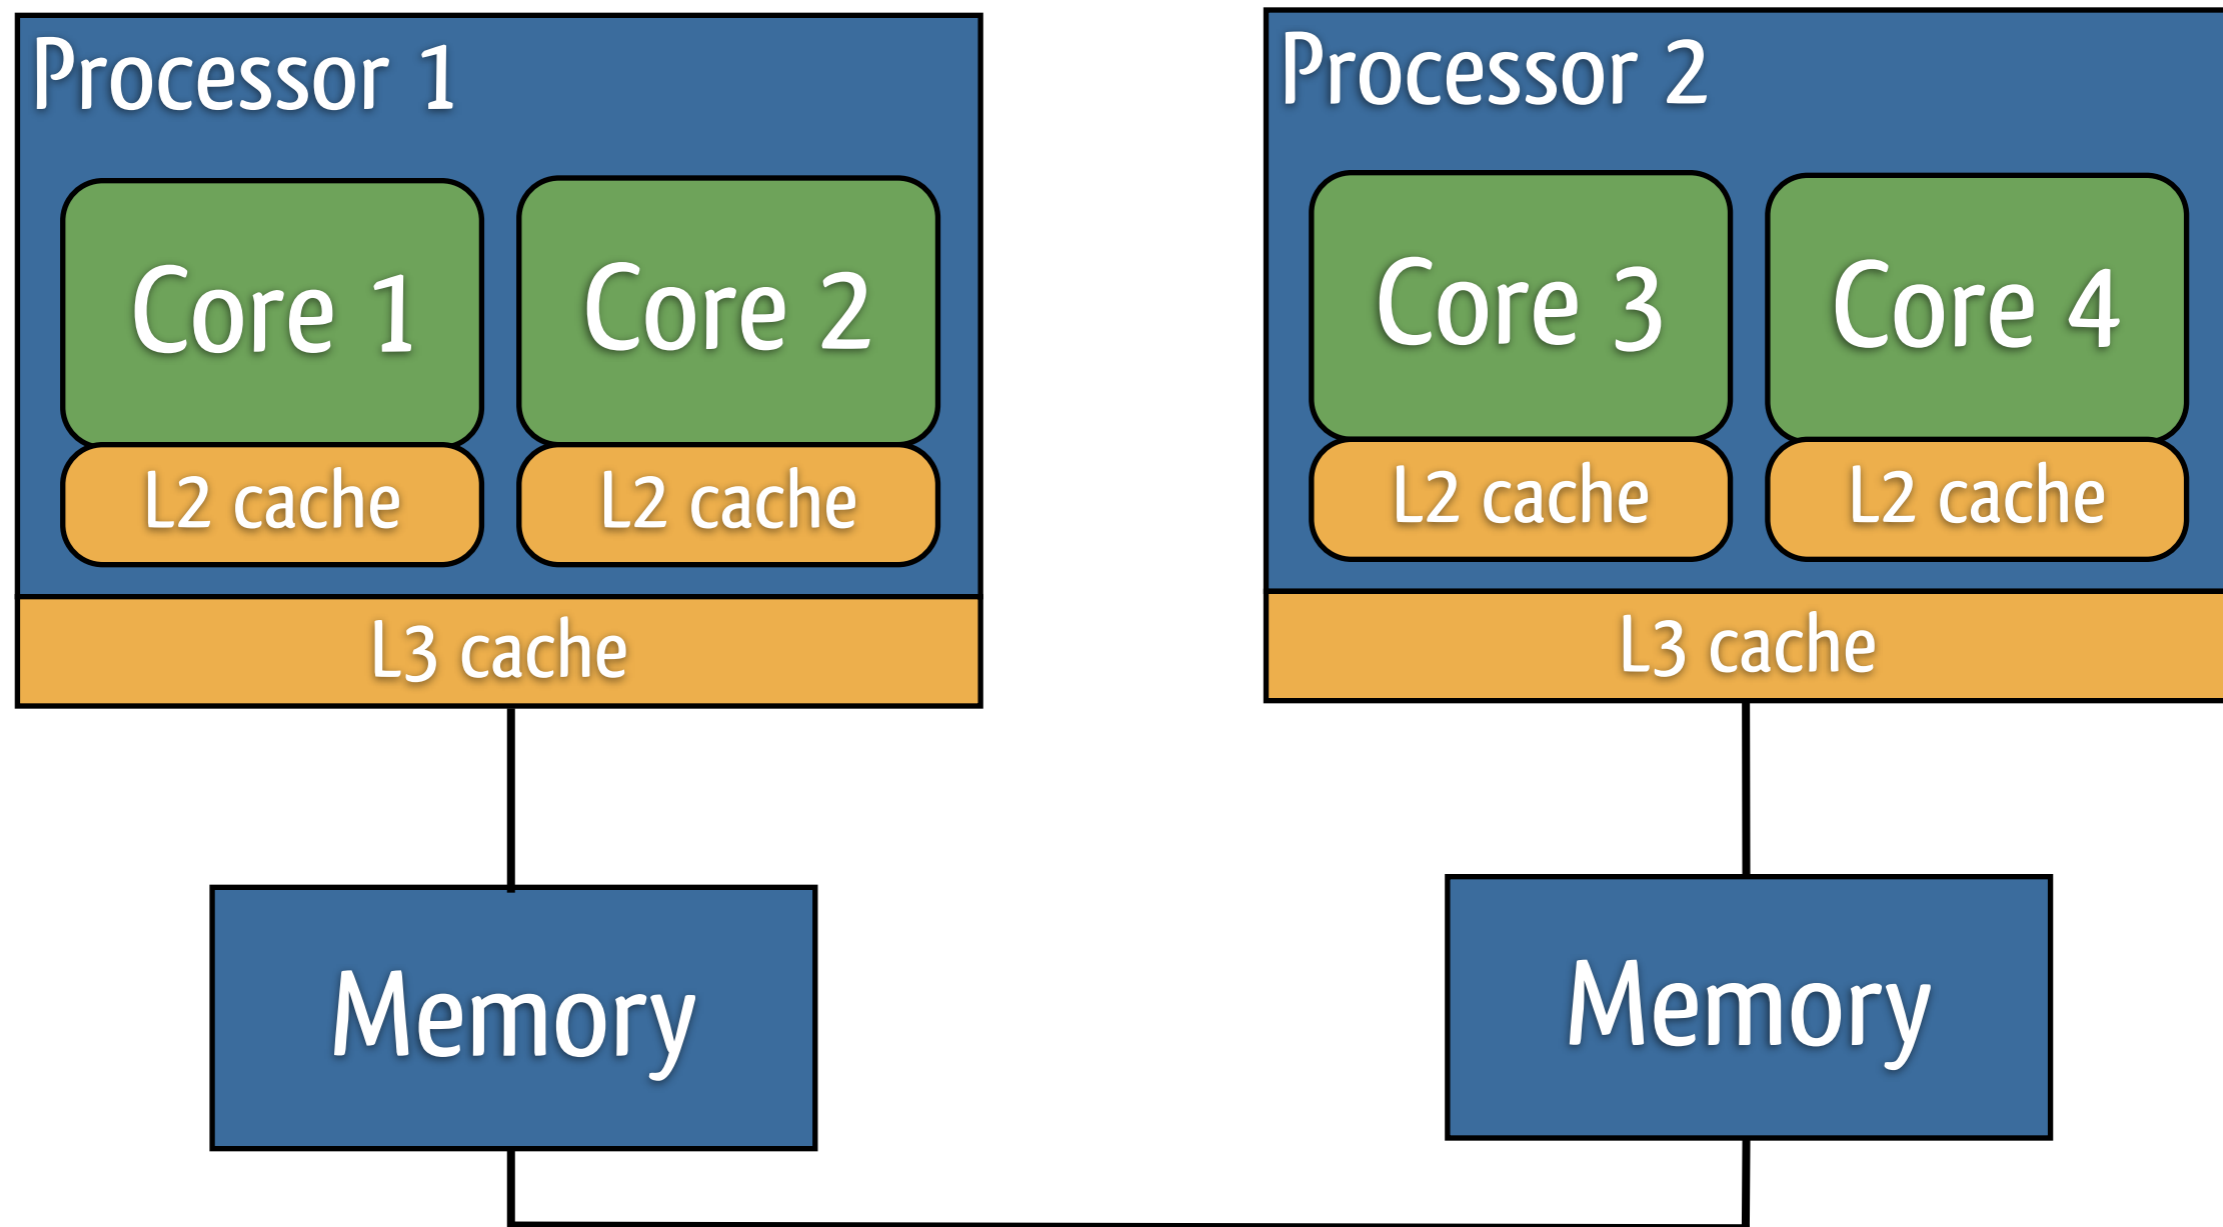 Processor 1
Core 1
Core 2
L2 cache
L2 cache
L3 cache
Memory
Processor 2
Core 3
Core 4
L2 cache
L2 cache
L3 cache
Memory